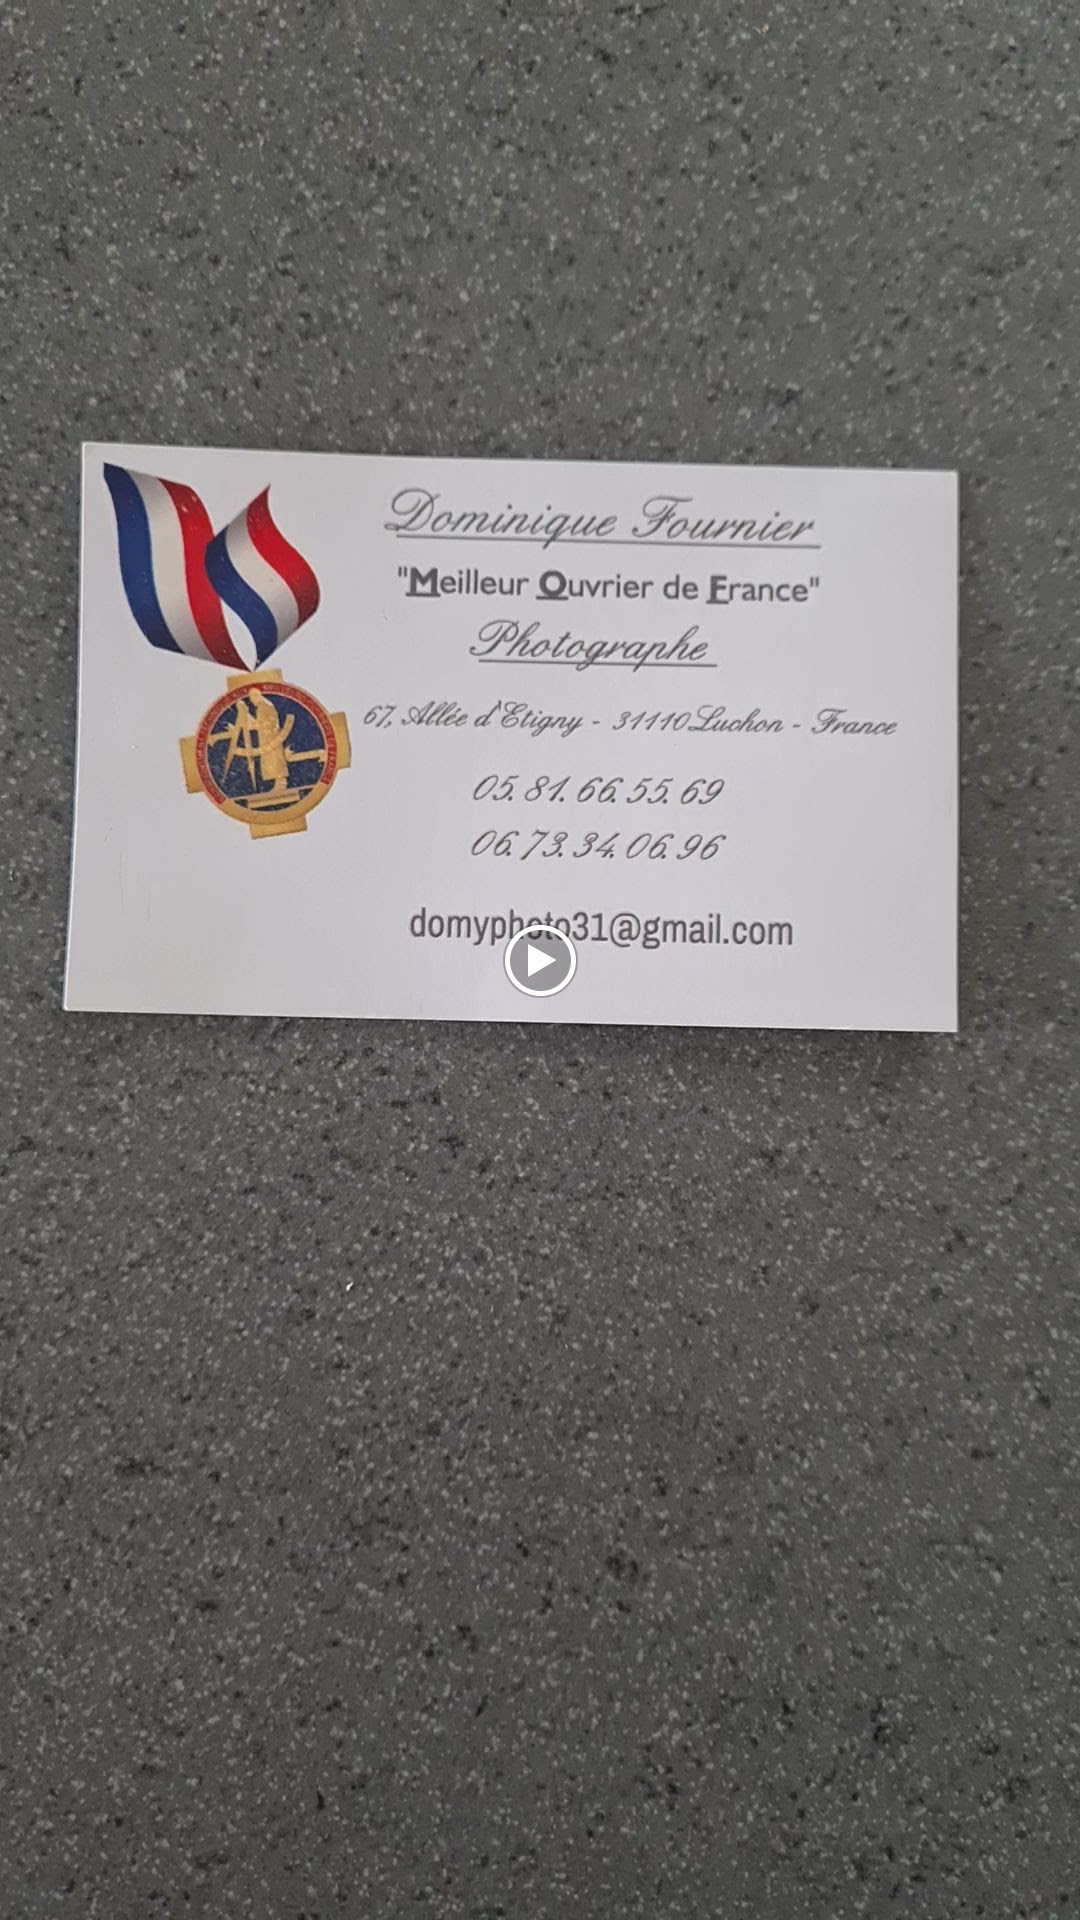 Dominique Fournier
"Meilleur Ouvrier de France"
Photographe
67, Allée d'Etigny - 31110 Luchon - France
05. 81. 66. 55. 69
06. 73. 34. 06. 96
domyphoto31@gmail.com